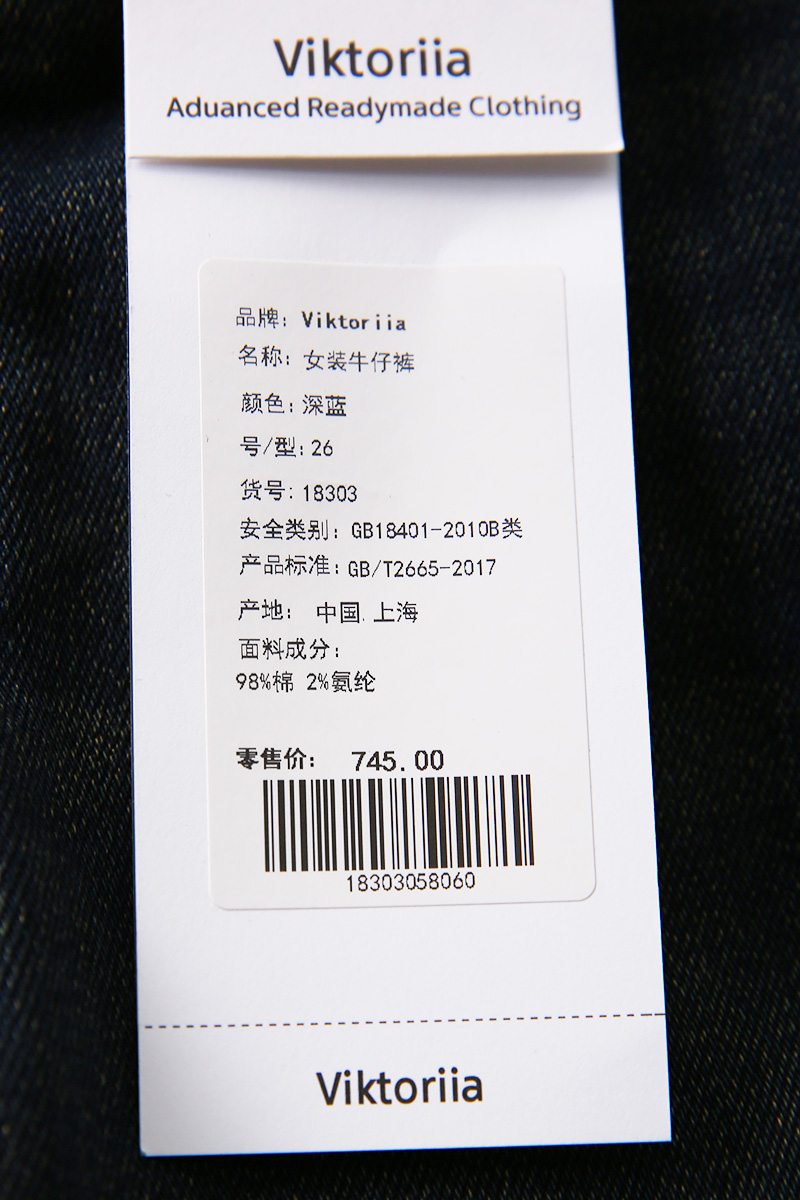 Viktoriia
Aduanced Readymade Clothing
品牌: Viktoriia
名称: 女装牛仔裤
颜色: 深蓝
号/型: 26
货号: 18303
安全类别: GB18401-2010B类
产品标准: GB/T2665-2017
产地: 中国.上海
面料成分:
98%棉 2%氨纶
零售价: 745.00
18303058060
Viktoriia